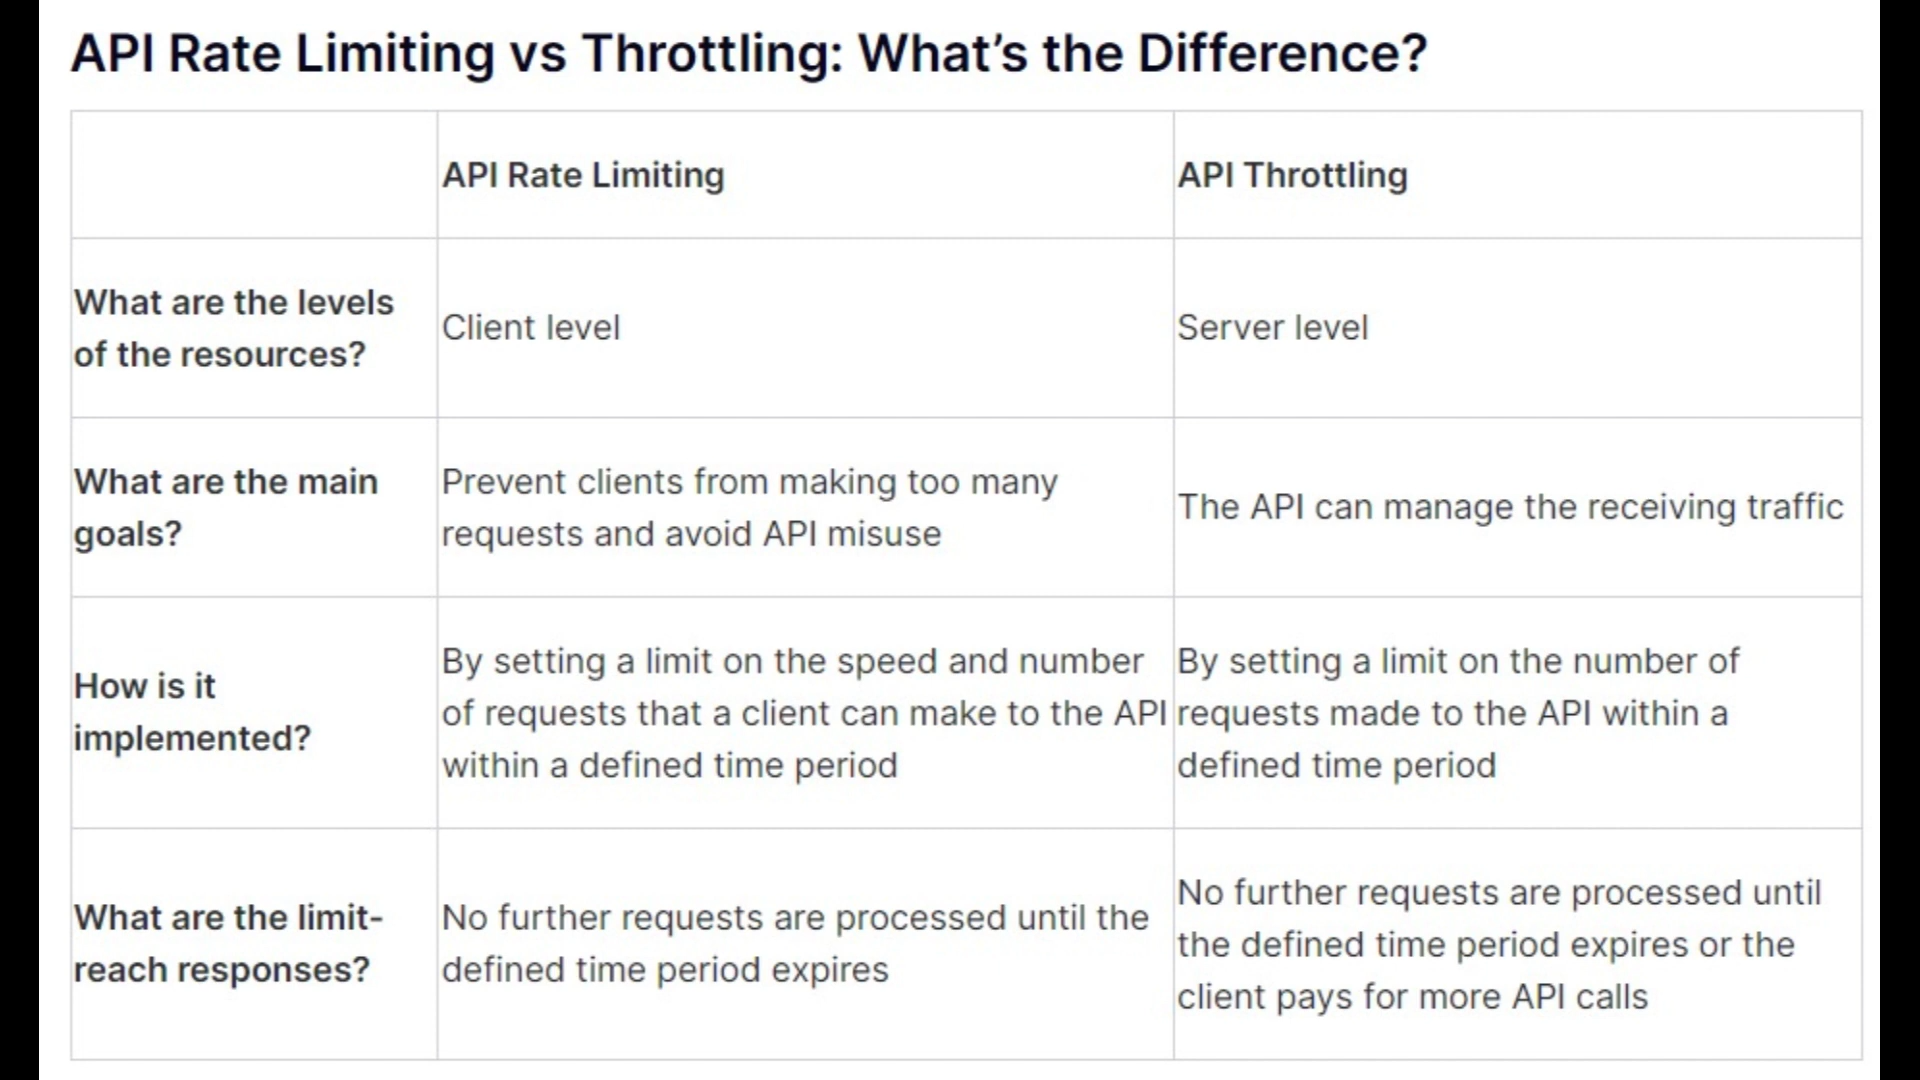 API Rate Limiting vs Throttling: What’s the Difference?
API Rate Limiting
API Throttling
What are the levels
of the resources?
Client level
Server level
What are the main
goals?
Prevent clients from making too many
requests and avoid API misuse
The API can manage the receiving traffic
How is it
implemented?
By setting a limit on the speed and number
of requests that a client can make to the API
within a defined time period
By setting a limit on the number of
requests made to the API within a
defined time period
What are the limit-
reach responses?
No further requests are processed until the
defined time period expires
No further requests are processed until
the defined time period expires or the
client pays for more API calls